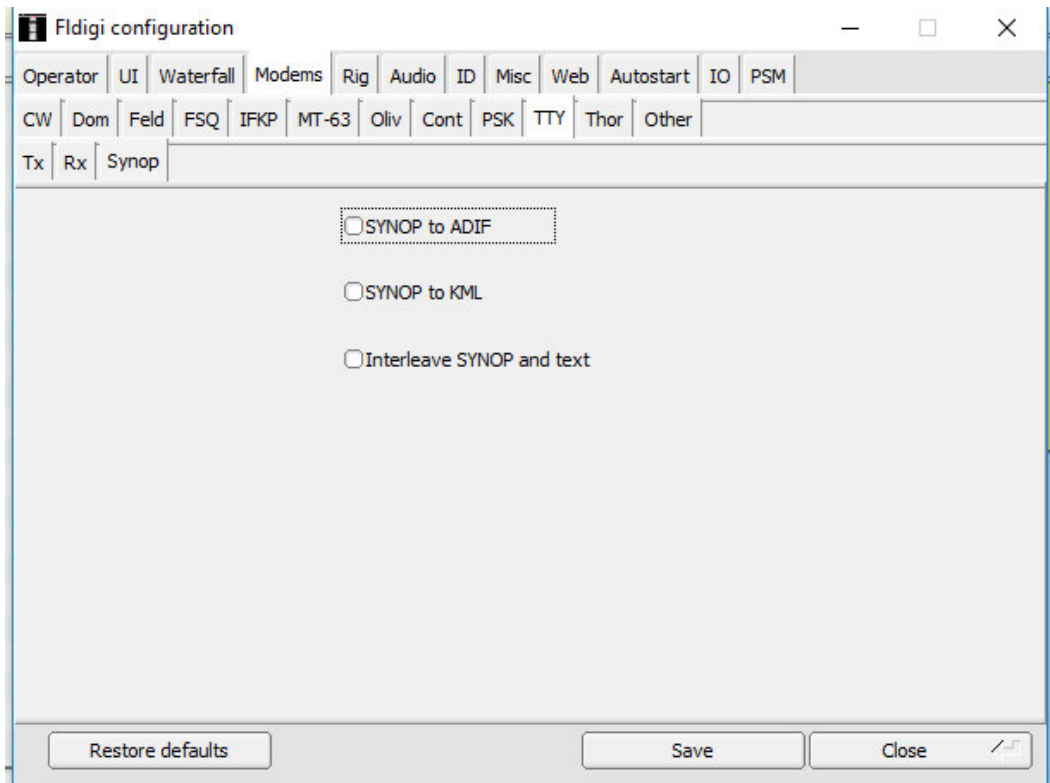 Fldigi configuration
Operator UI Waterfall Modems Rig Audio ID Misc Web Autostart IO PSM
CW Dom Feld FSQ IFKP MT-63 Oliv Cont PSK TTY Thor Other
Tx Rx Synop
SYNOP to ADIF
SYNOP to KML
Interleave SYNOP and text
Restore defaults Save Close